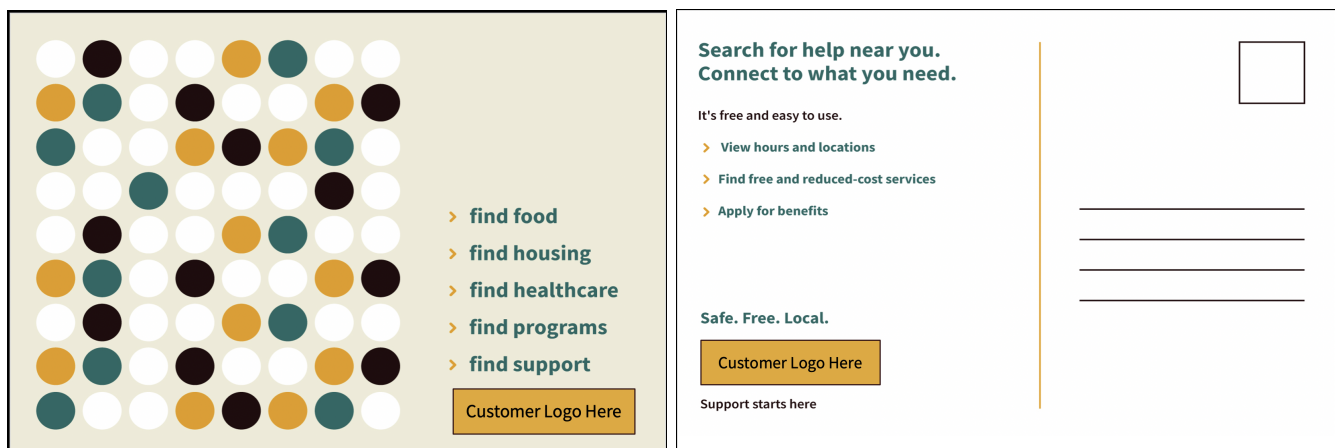 find food
find housing
find healthcare
find programs
find support
Customer Logo Here
Search for help near you.
Connect to what you need.
It's free and easy to use.
View hours and locations
Find free and reduced-cost services
Apply for benefits
Safe. Free. Local.
Customer Logo Here
Support starts here